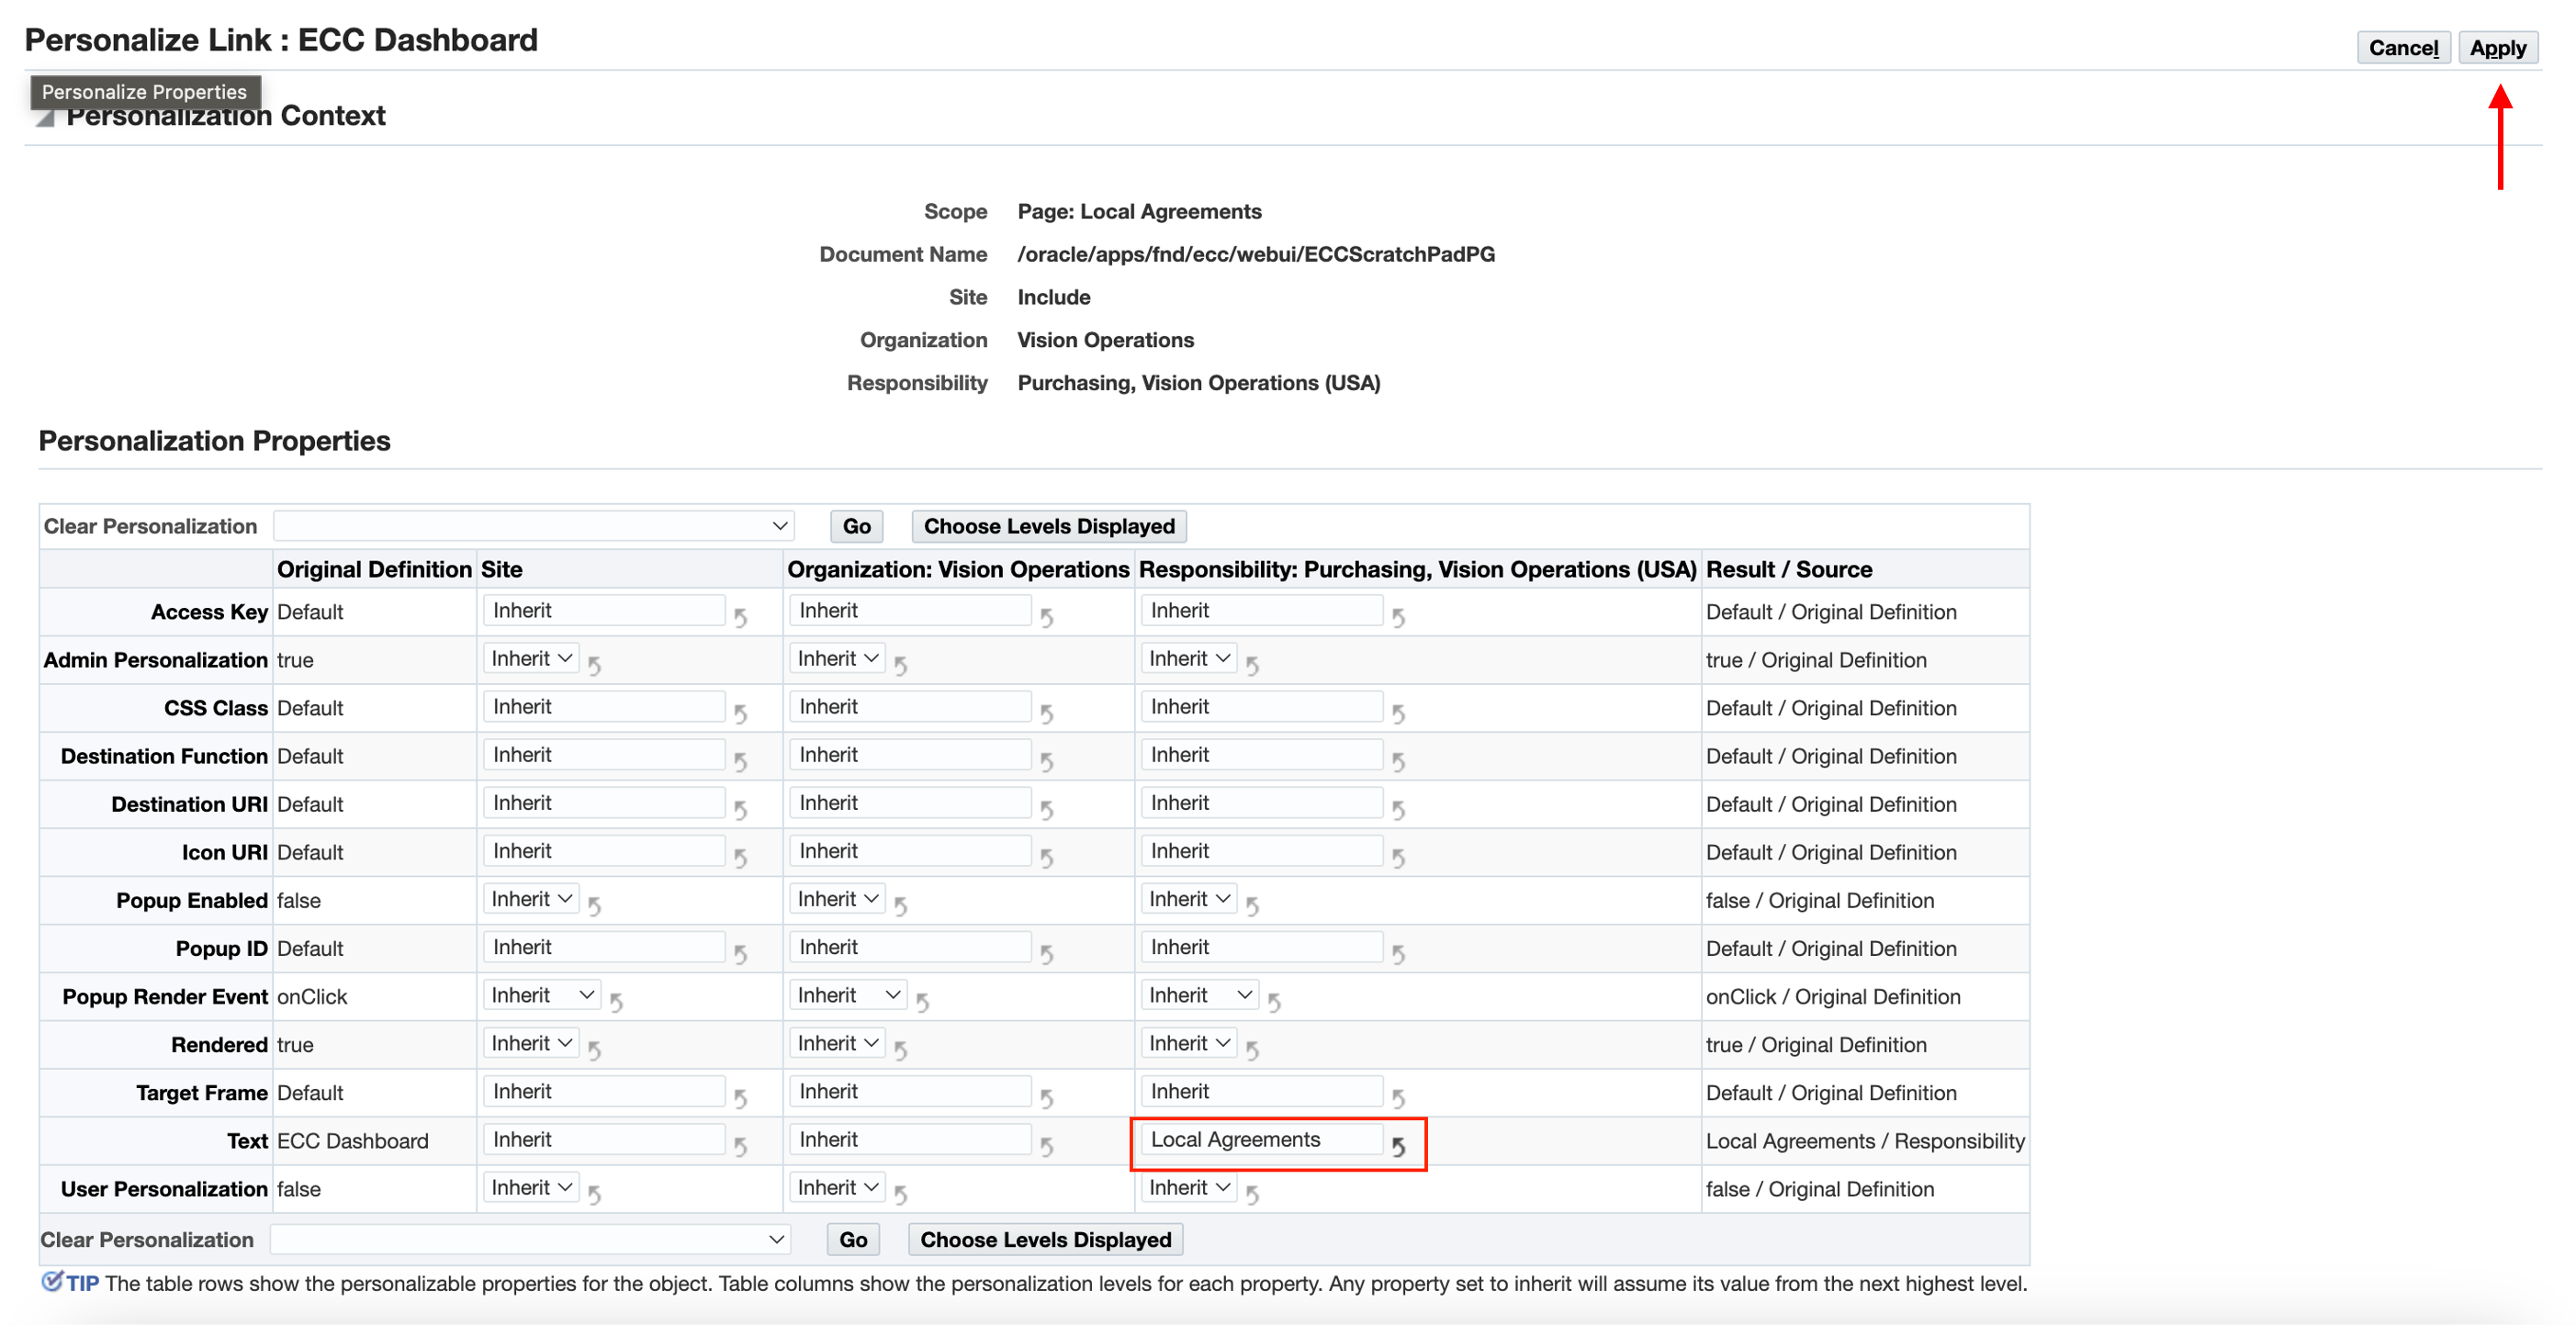 Personalize Link : ECC Dashboard
Cancel Apply
Personalize Properties
Personalization Context
Scope Page: Local Agreements
Document Name /oracle/apps/fnd/ecc/webui/ECCScratchPadPG
Site Include
Organization Vision Operations
Responsibility Purchasing, Vision Operations (USA)
Personalization Properties
Clear Personalization Go Choose Levels Displayed
Original Definition Site Organization: Vision Operations Responsibility: Purchasing, Vision Operations (USA) Result / Source
Access Key Default Inherit Inherit Inherit Default / Original Definition
Admin Personalization true Inherit Inherit Inherit true / Original Definition
CSS Class Default Inherit Inherit Inherit Default / Original Definition
Destination Function Default Inherit Inherit Inherit Default / Original Definition
Destination URI Default Inherit Inherit Inherit Default / Original Definition
Icon URI Default Inherit Inherit Inherit Default / Original Definition
Popup Enabled false Inherit Inherit Inherit false / Original Definition
Popup ID Default Inherit Inherit Inherit Default / Original Definition
Popup Render Event onClick Inherit Inherit Inherit onClick / Original Definition
Rendered true Inherit Inherit Inherit true / Original Definition
Target Frame Default Inherit Inherit Inherit Default / Original Definition
Text ECC Dashboard Inherit Inherit Local Agreements Local Agreements / Responsibility
User Personalization false Inherit Inherit Inherit false / Original Definition
Clear Personalization Go Choose Levels Displayed
TIP The table rows show the personalizable properties for the object. Table columns show the personalization levels for each property. Any property set to inherit will assume its value from the next highest level.